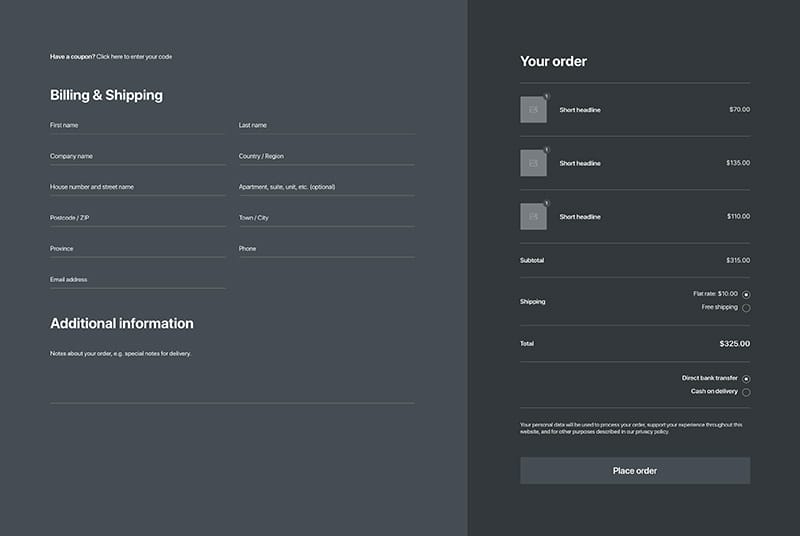 Have a coupon? Click here to enter your code
Billing & Shipping
First name
Last name
Company name
Country / Region
House number and street name
Apartment, suite, unit, etc. (optional)
Postcode / ZIP
Town / City
Province
Phone
Email address
Additional information
Notes about your order, e.g. special notes for delivery.
Your order
1
Short headline $70.00
1
Short headline $135.00
1
Short headline $110.00
Subtotal $315.00
Shipping
Flat rate: $10.00
Free shipping
Total $325.00
Direct bank transfer
Cash on delivery
Your personal data will be used to process your order, support your experience throughout this
website, and for other purposes described in our privacy policy.
Place order